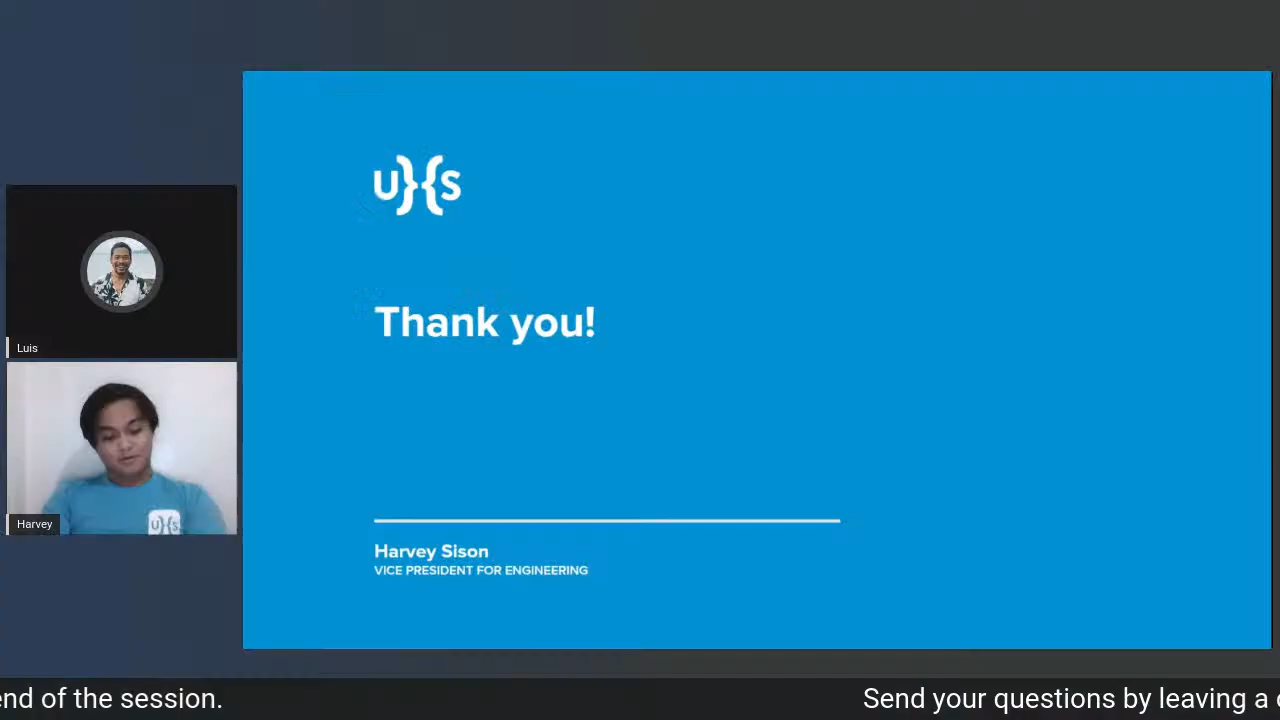 U}{S
Thank you!
Luis
U}{S
Harvey
Harvey Sison
VICE PRESIDENT FOR ENGINEERING
end of the session.
Send your questions by leaving a